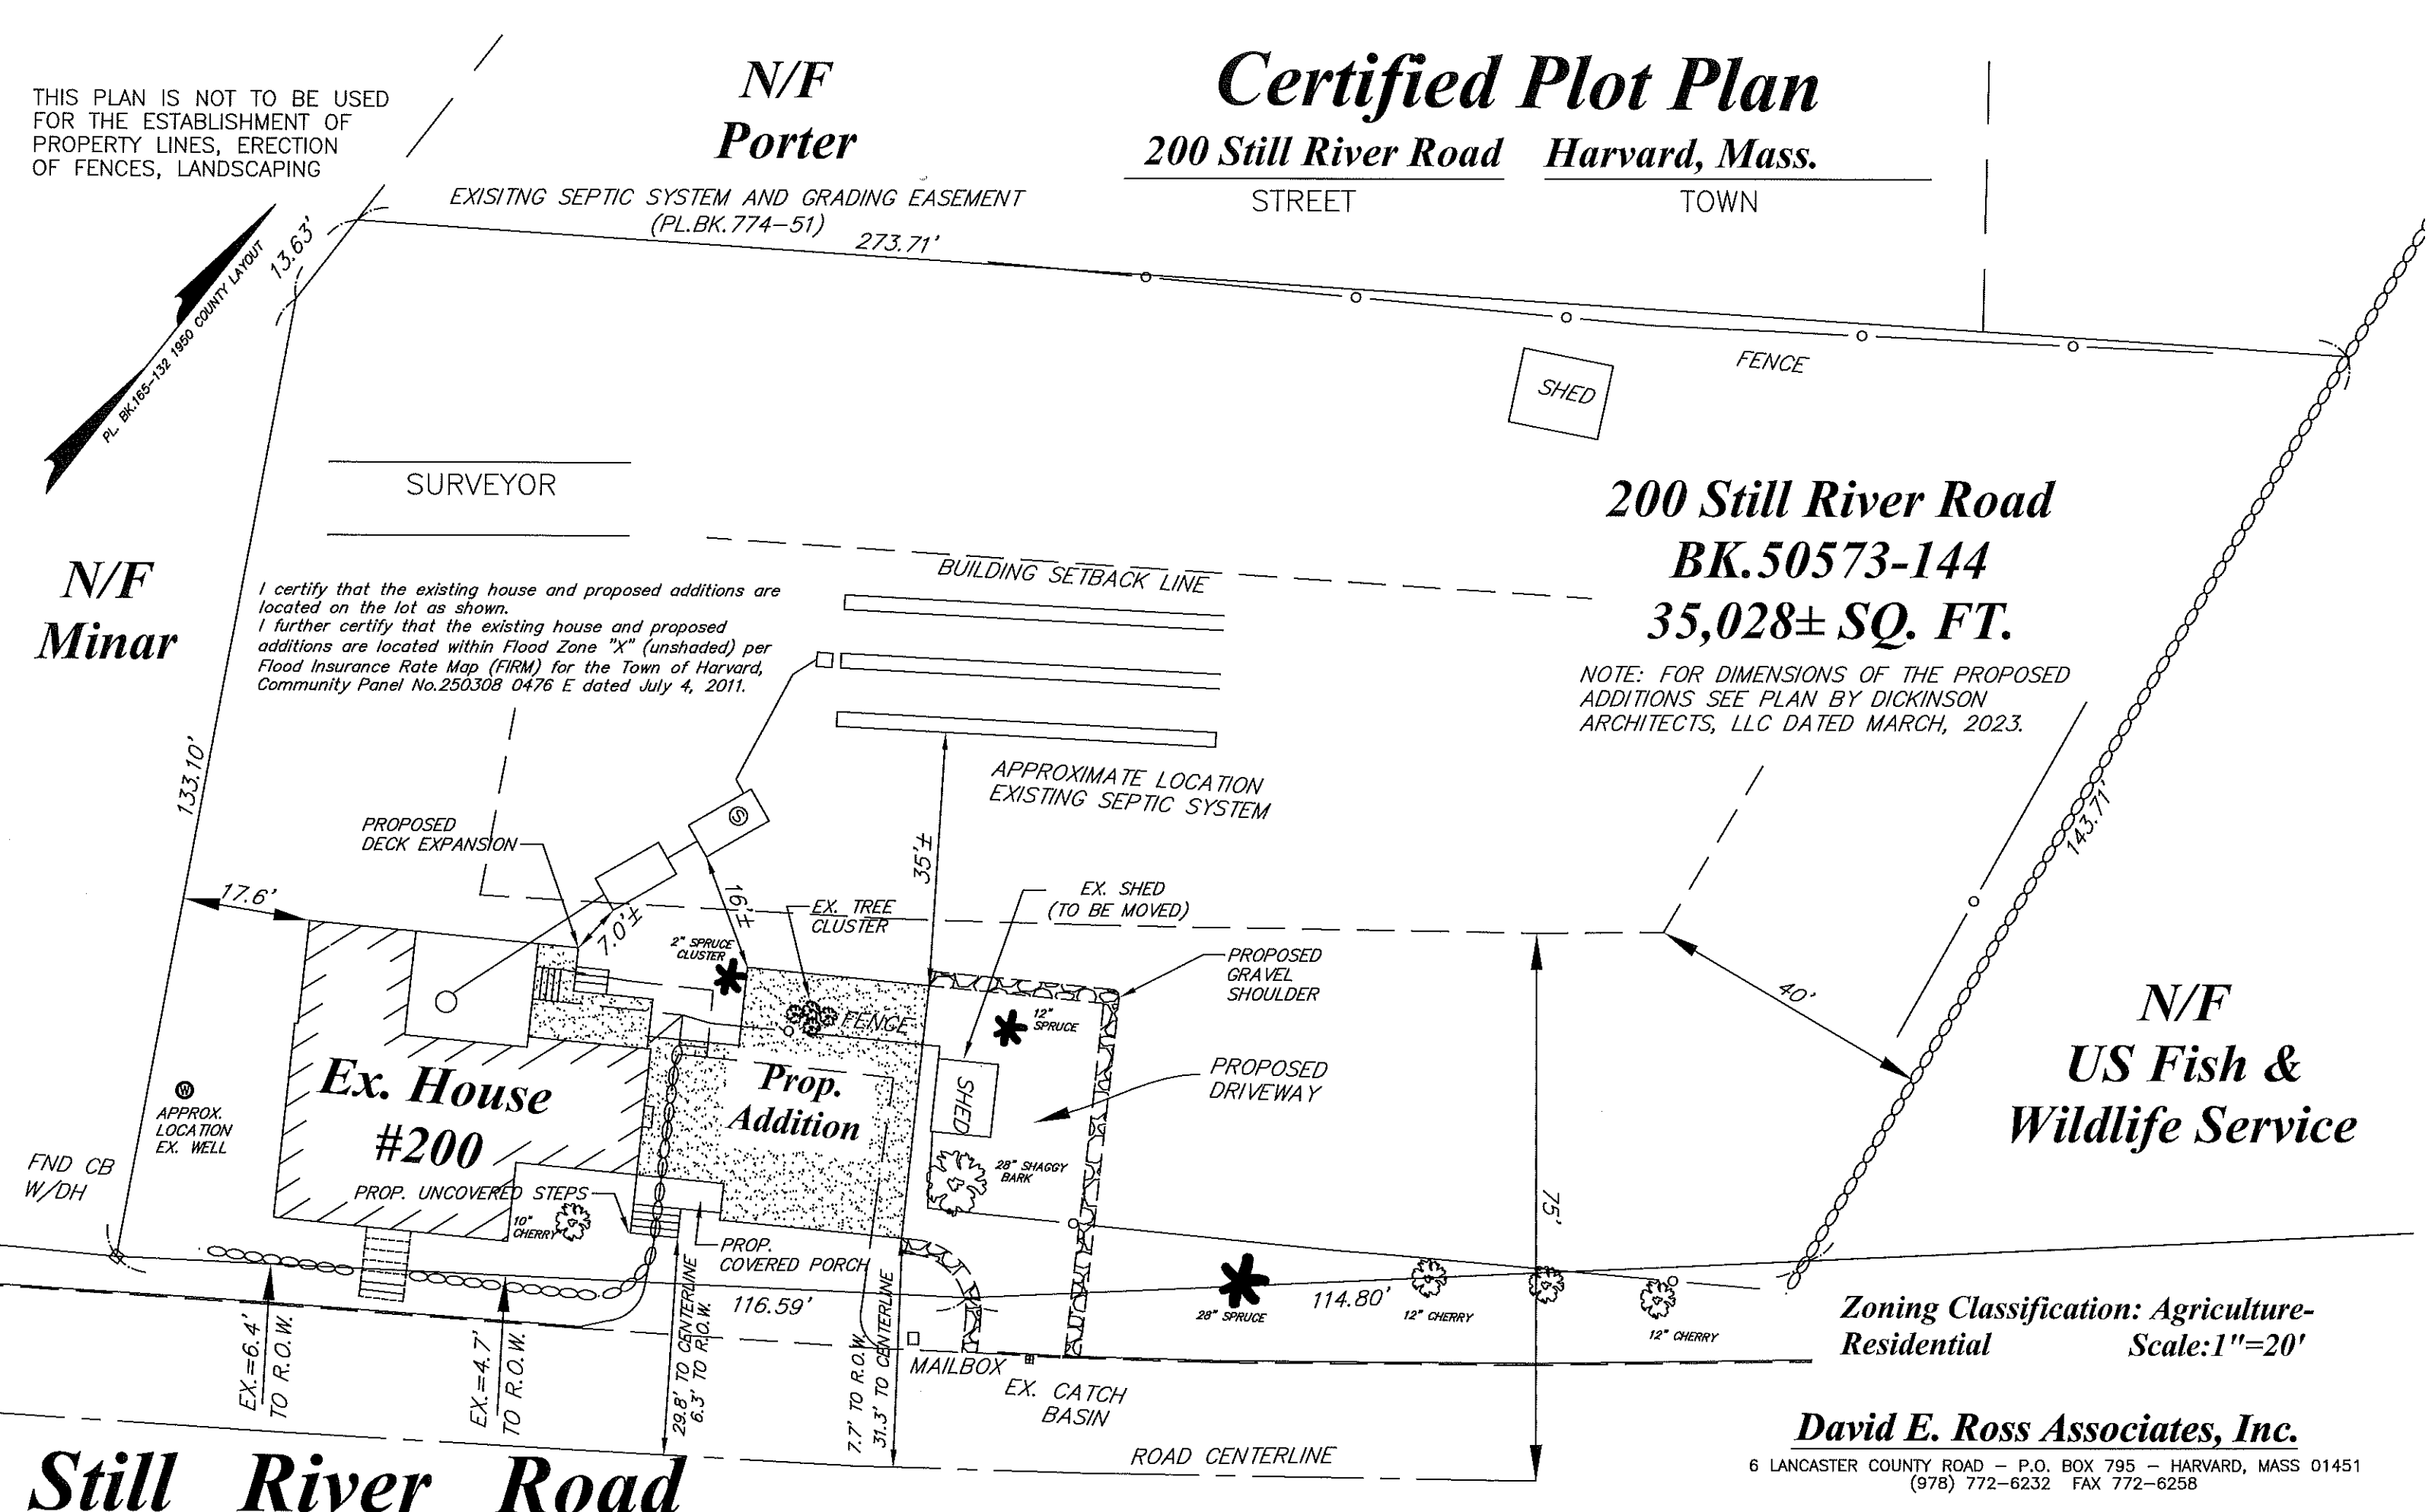 THIS PLAN IS NOT TO BE USED
FOR THE ESTABLISHMENT OF
PROPERTY LINES, ERECTION
OF FENCES, LANDSCAPING
N/F
Porter
Certified Plot Plan
200 Still River Road Harvard, Mass.
STREET TOWN
EXISITNG SEPTIC SYSTEM AND GRADING EASEMENT
(PL.BK.774-51)
273.71'
13.63'
PL. BK.165-132 1950 COUNTY LAYOUT
FENCE
SHED
SURVEYOR
200 Still River Road
BK.50573-144
35,028± SQ. FT.
NOTE: FOR DIMENSIONS OF THE PROPOSED
ADDITIONS SEE PLAN BY DICKINSON
ARCHITECTS, LLC DATED MARCH, 2023.
N/F
Minar
I certify that the existing house and proposed additions are
located on the lot as shown.
I further certify that the existing house and proposed
additions are located within Flood Zone "X" (unshaded) per
Flood Insurance Rate Map (FIRM) for the Town of Harvard,
Community Panel No.250308 0476 E dated July 4, 2011.
BUILDING SETBACK LINE
133.10'
143.71'
APPROXIMATE LOCATION
EXISTING SEPTIC SYSTEM
S
PROPOSED
DECK EXPANSION
17.6'
7.0'±
16'±
35'±
2" SPRUCE
CLUSTER
EX. TREE
CLUSTER
EX. SHED
(TO BE MOVED)
PROPOSED
GRAVEL
SHOULDER
40'
12"
SPRUCE
FENCE
SHED
PROPOSED
DRIVEWAY
N/F
US Fish &
Wildlife Service
Ex. House
#200
Prop.
Addition
W
APPROX.
LOCATION
EX. WELL
FND CB
W/DH
28" SHAGGY
BARK
PROP. UNCOVERED STEPS
10"
CHERRY
PROP.
COVERED PORCH
75'
116.59'
114.80'
28" SPRUCE
12" CHERRY
12" CHERRY
EX.=6.4'
TO R.O.W.
EX.=4.7'
TO R.O.W.
29.8' TO CENTERLINE
6.3' TO R.O.W.
7.7' TO R.O.W.
31.3' TO CENTERLINE
MAILBOX
EX. CATCH
BASIN
Zoning Classification: Agriculture-
Residential Scale:1"=20'
ROAD CENTERLINE
Still River Road
David E. Ross Associates, Inc.
6 LANCASTER COUNTY ROAD - P.O. BOX 795 - HARVARD, MASS 01451
(978) 772-6232 FAX 772-6258